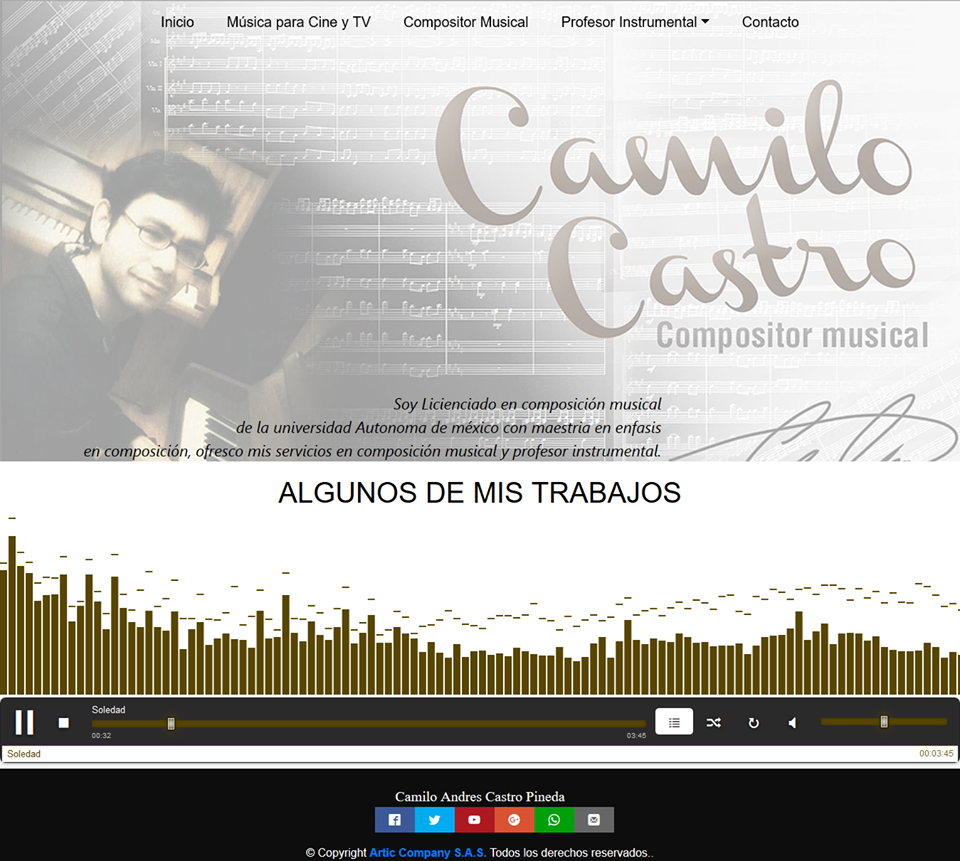 Inicio Música para Cine y TV Compositor Musical Profesor Instrumental Contacto
Camilo
Castro
Compositor musical
Soy Licienciado en composición musical
de la universidad Autonoma de méxico con maestria en enfasis
en composición, ofresco mis servicios en composición musical y profesor instrumental.
ALGUNOS DE MIS TRABAJOS
Soledad
00:32 03:45
Soledad 00:03:45
Camilo Andres Castro Pineda
© Copyright Artic Company S.A.S. Todos los derechos reservados..